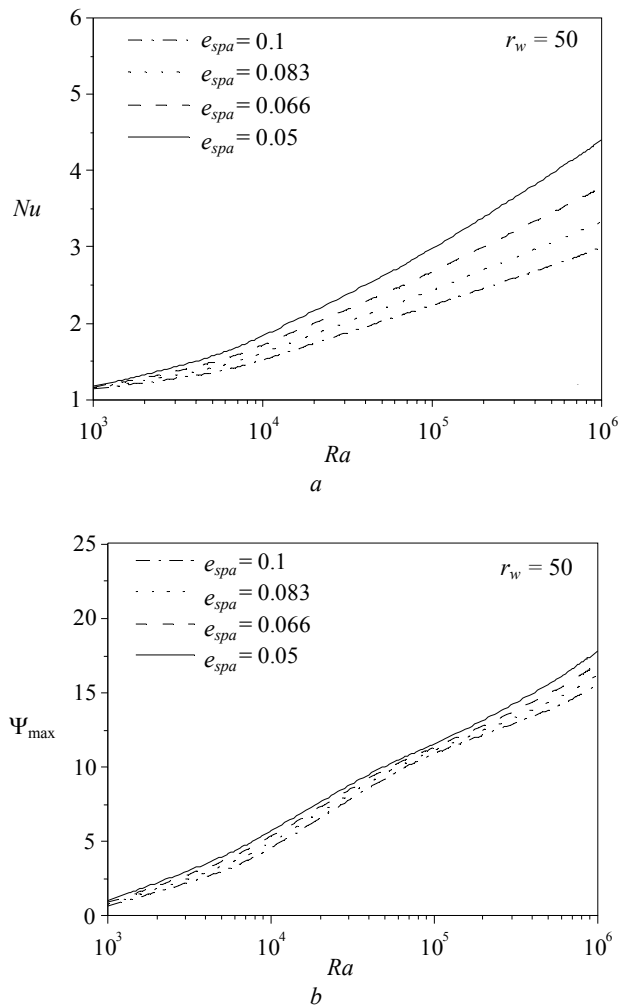 6
e_spa = 0.1 r_w = 50
e_spa = 0.083
5
e_spa = 0.066
e_spa = 0.05
4
Nu
3
2
1
10^3 10^4 10^5 10^6
Ra
a
25
e_spa = 0.1 r_w = 50
e_spa = 0.083
20
e_spa = 0.066
e_spa = 0.05
15
Ψ_max
10
5
0
10^3 10^4 10^5 10^6
Ra
b